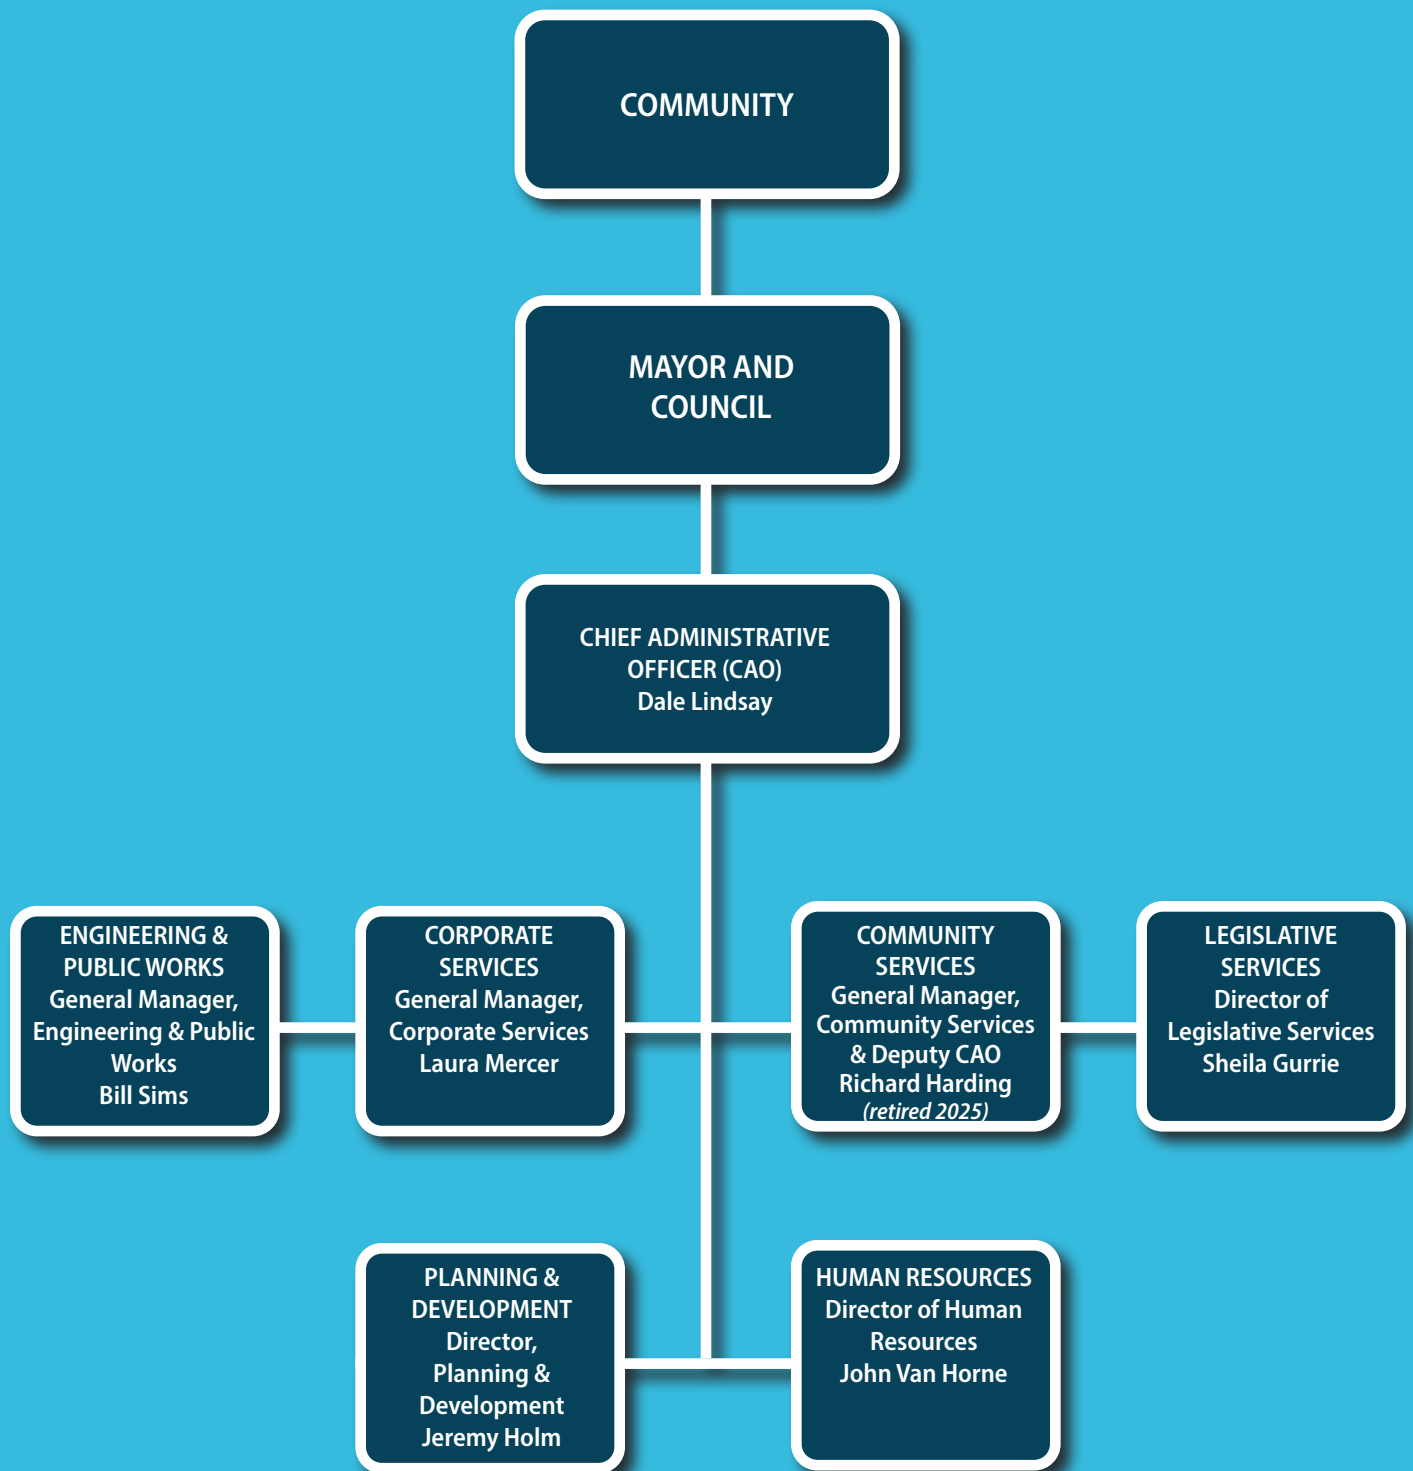 COMMUNITY
MAYOR AND
COUNCIL
CHIEF ADMINISTRATIVE
OFFICER (CAO)
Dale Lindsay
ENGINEERING &
PUBLIC WORKS
General Manager,
Engineering & Public
Works
Bill Sims
CORPORATE
SERVICES
General Manager,
Corporate Services
Laura Mercer
COMMUNITY
SERVICES
General Manager,
Community Services
& Deputy CAO
Richard Harding
(retired 2025)
LEGISLATIVE
SERVICES
Director of
Legislative Services
Sheila Gurrie
PLANNING &
DEVELOPMENT
Director,
Planning &
Development
Jeremy Holm
HUMAN RESOURCES
Director of Human
Resources
John Van Horne